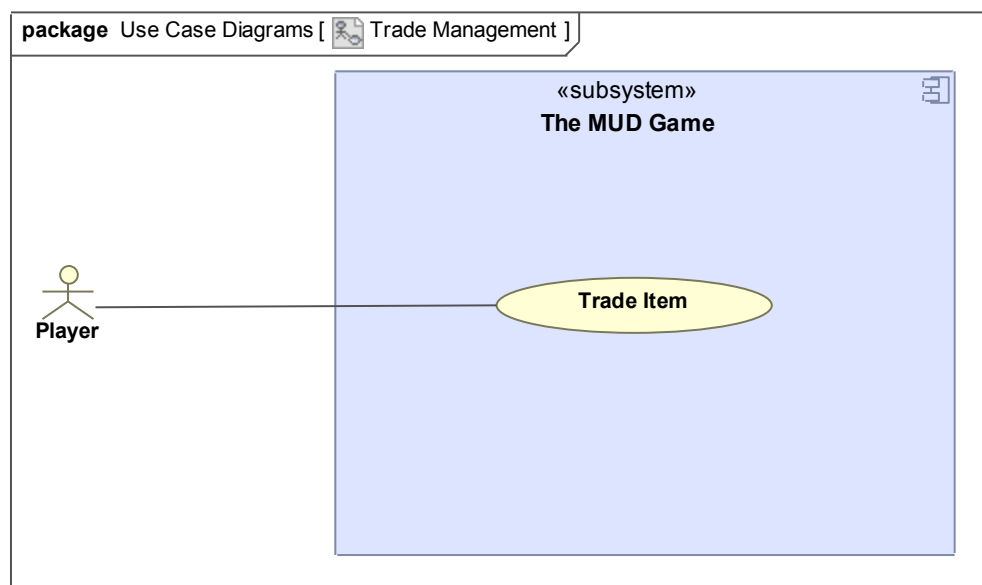 package Use Case Diagrams [ Trade Management ]
«subsystem»
The MUD Game
Trade Item
Player